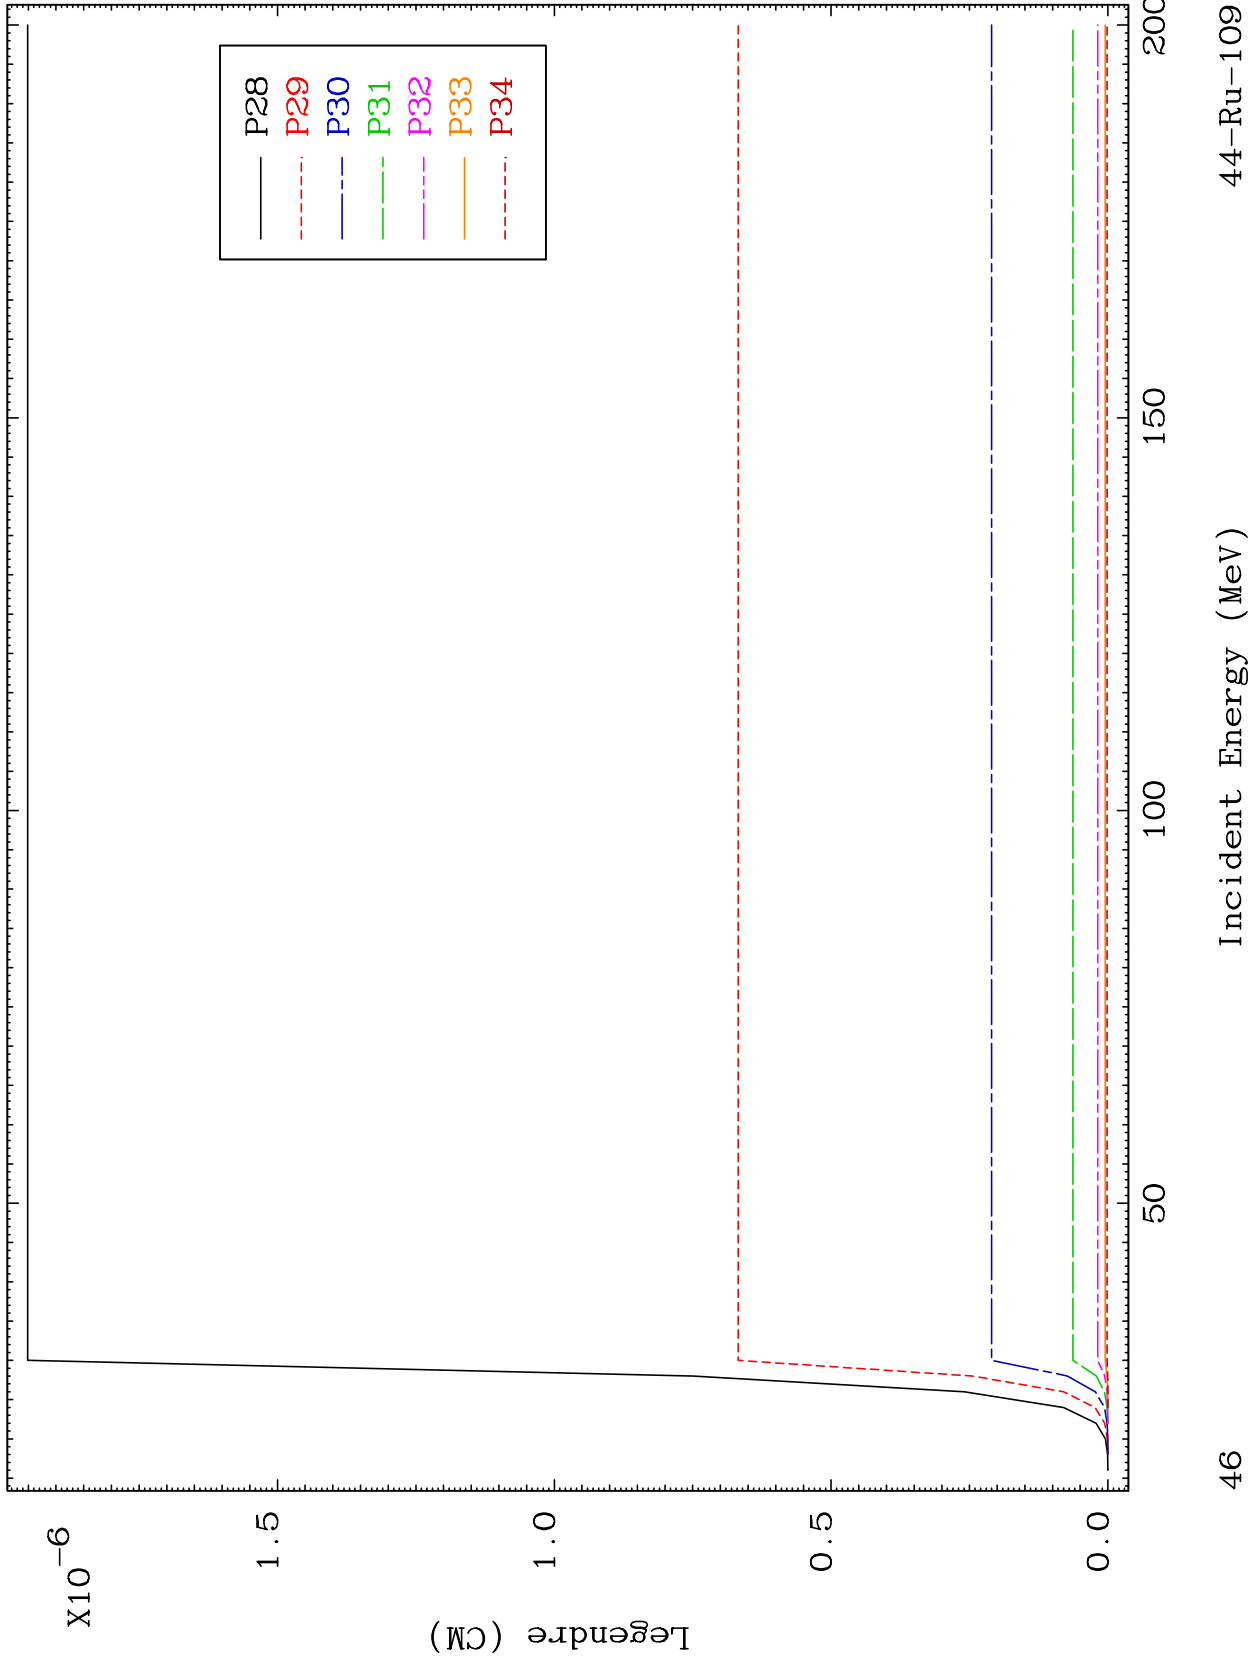 X10-6
1.5
1.0
0.5
0.0
Legendre (CM)
P28
P29
P30
P31
P32
P33
P34
50
100
150
200
Incident Energy (MeV)
46
44-Ru-109